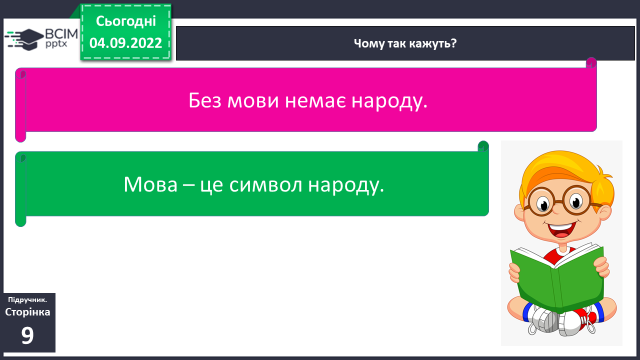 ВСІМ
pptx
Сьогодні
04.09.2022
Чому так кажуть?
Без мови немає народу.
Мова – це символ народу.
Підручник.
Сторінка
9